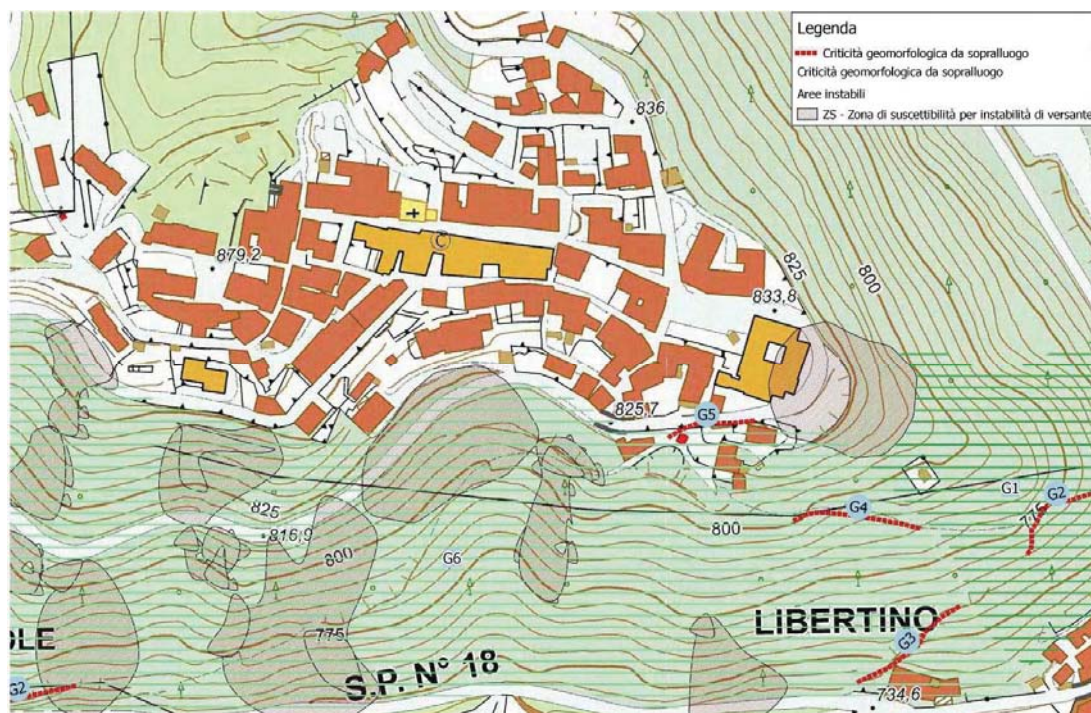 Legenda
Criticità geomorfologica da sopralluogo
Criticità geomorfologica da sopralluogo
Aree instabili
ZS - Zona di suscettibilità per instabilità di versante
836
879,2
C
825
800
833,8
825,7
G5
G1
G2
G4
775
825
816,9
800
800
G6
775
LIBERTINO
G3
OLE
G2
S.P. N° 18
734,6